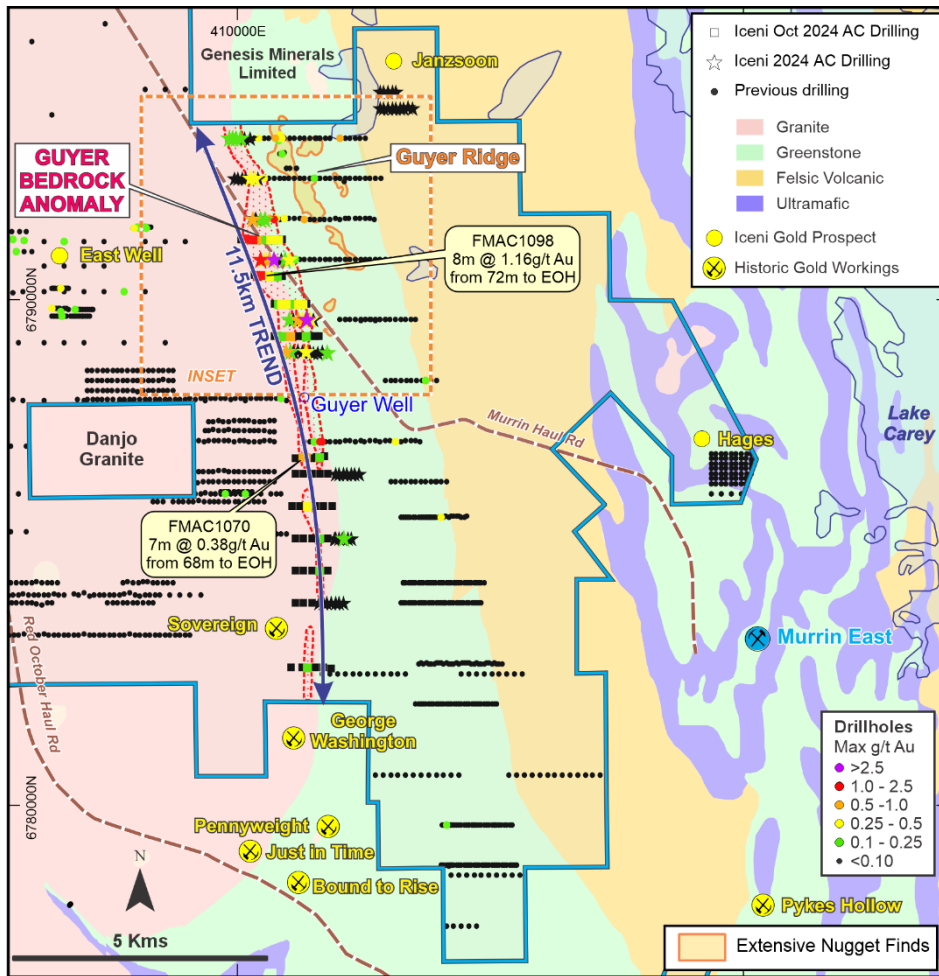 410000E
Genesis Minerals
Limited
Janzsoon
Iceni Oct 2024 AC Drilling
Iceni 2024 AC Drilling
Previous drilling
Granite
Greenstone
Felsic Volcanic
Ultramafic
Iceni Gold Prospect
Historic Gold Workings
GUYER
BEDROCK
ANOMALY
Guyer Ridge
East Well
FMAC1098
8m @ 1.16g/t Au
from 72m to EOH
N0000629
11.5km TREND
INSET
Guyer Well
Murrin Haul Rd
Danjo
Granite
Hages
Lake
Carey
FMAC1070
7m @ 0.38g/t Au
from 68m to EOH
Sovereign
Murrin East
Red October Haul Rd
George
Washington
Drillholes
Max g/t Au
>2.5
1.0 - 2.5
0.5 -1.0
0.25 - 0.5
0.1 - 0.25
<0.10
N0000829
Pennyweight
Just in Time
Bound to Rise
Pykes Hollow
N
5 Kms
Extensive Nugget Finds